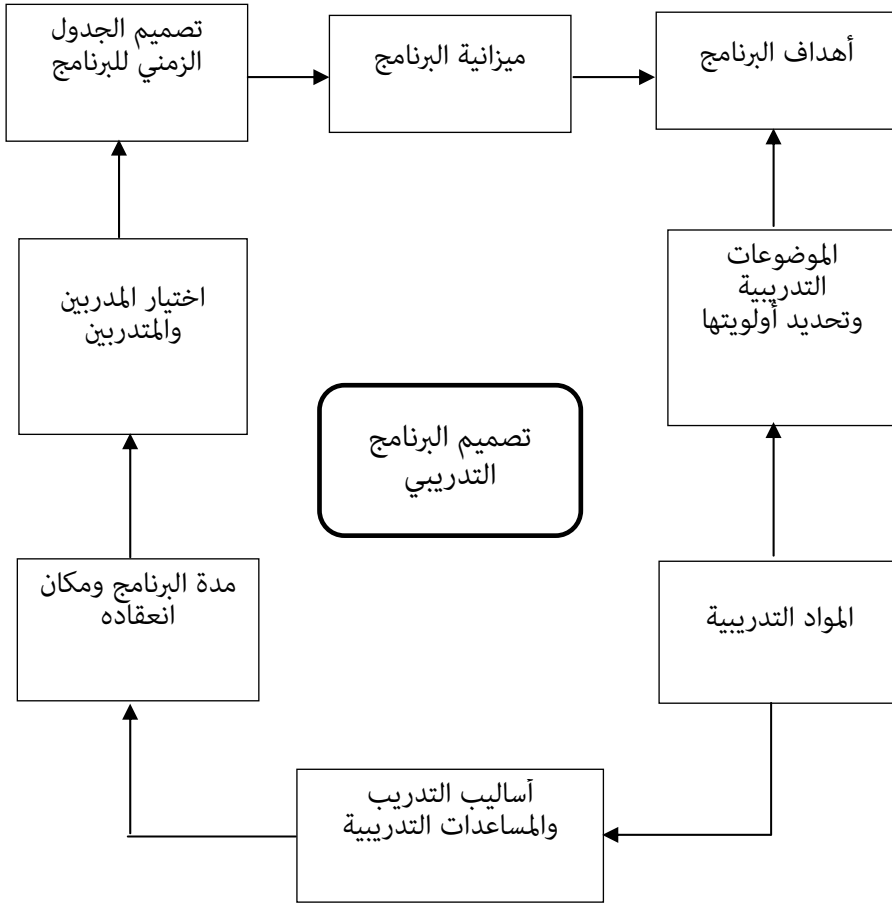 أهداف البرنامج
ميزانية البرنامج
تصميم الجدول
الزمني للبرنامج
الموضوعات
التدريبية
وتحديد أولويتها
اختيار المدربين
والمتدربين
تصميم البرنامج
التدريبي
المواد التدريبية
مدة البرنامج ومكان
انعقاده
أساليب التدريب
والمساعدات التدريبية